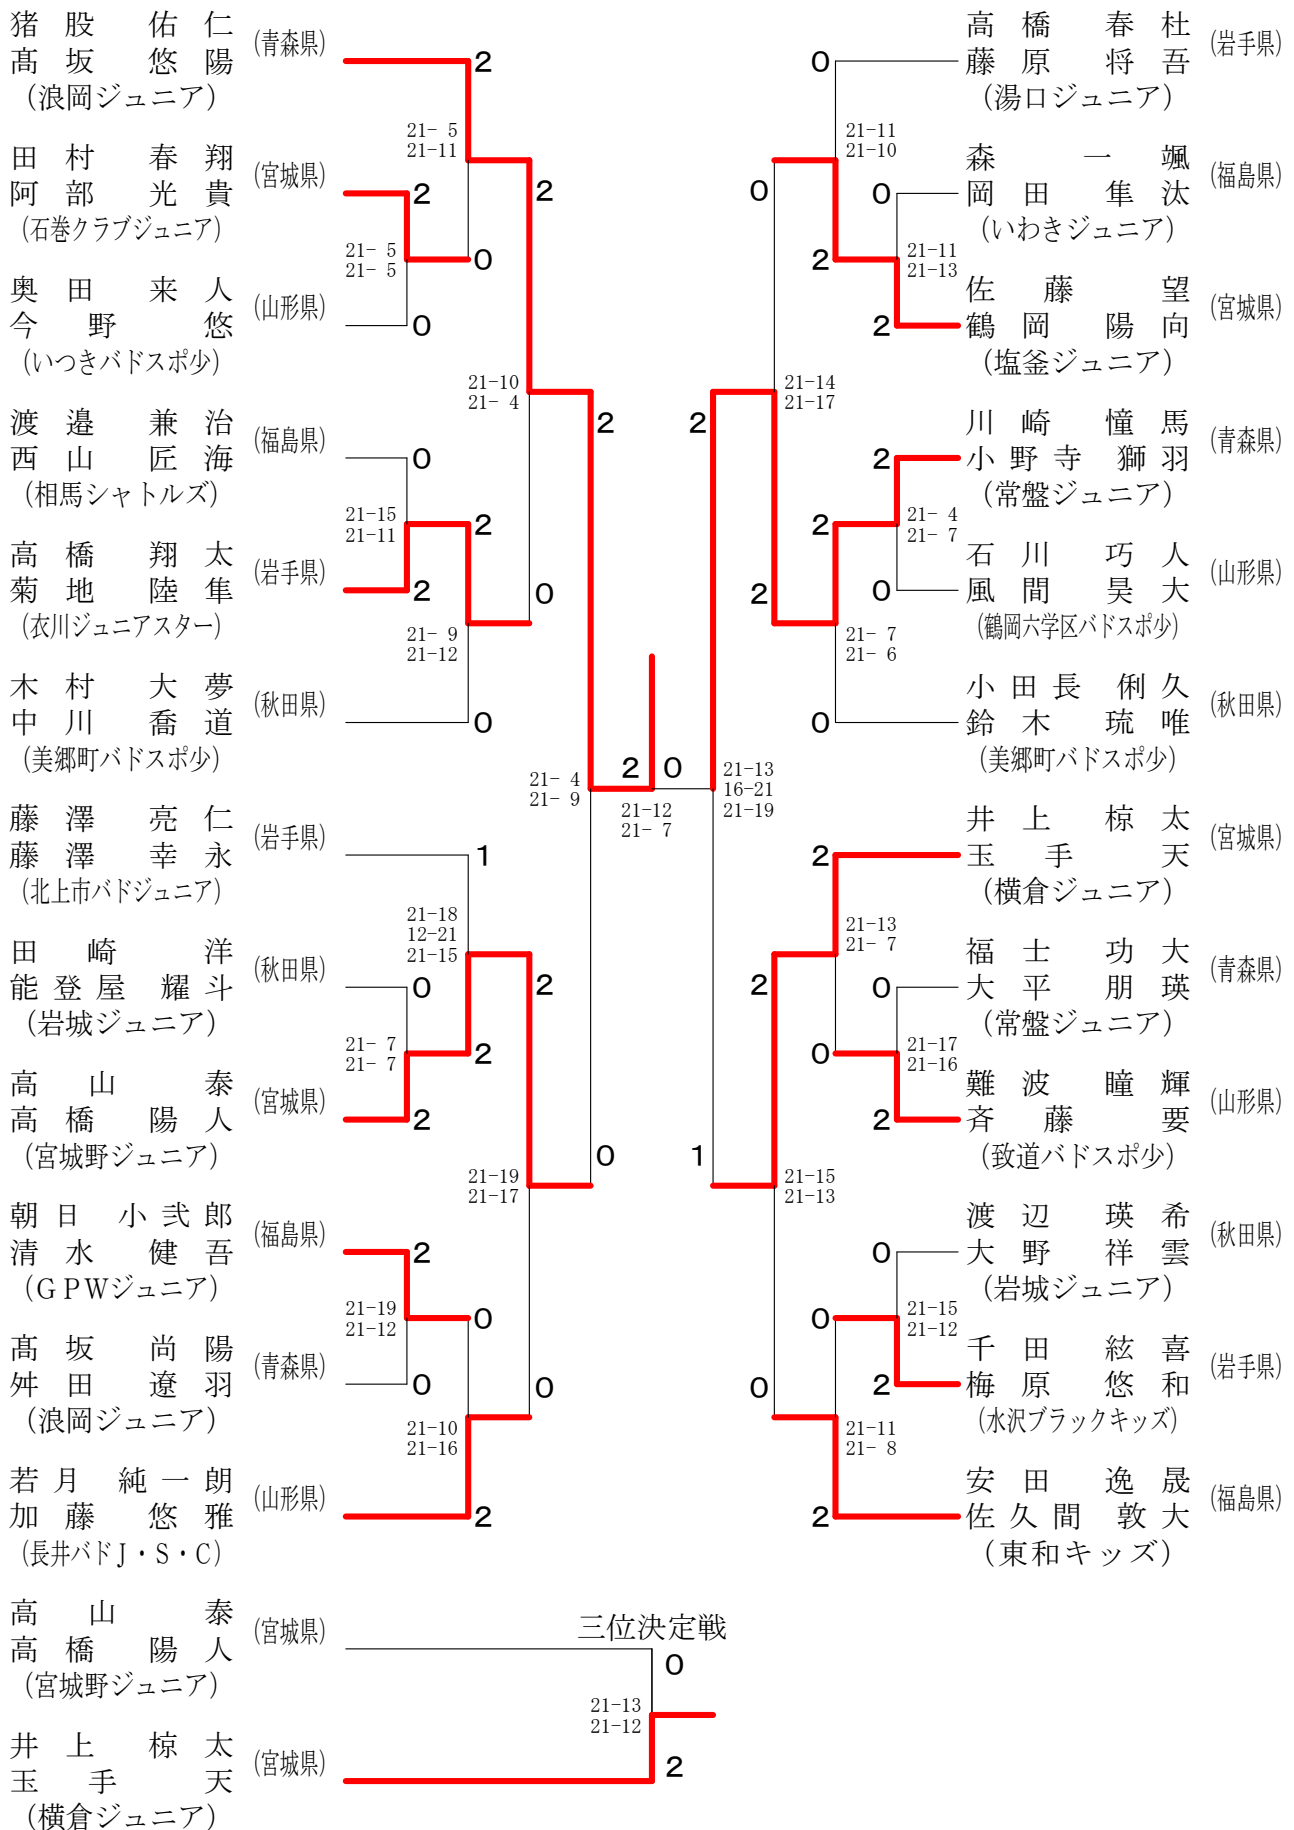 猪股 佑仁
髙坂 悠陽
(浪岡ジュニア)
(青森県)
2
21- 5
21-11
田村 春翔
阿部 光貴
(石巻クラブジュニア)
(宮城県)
2
2
21- 5
21- 5
0
奥田 来人
今野 悠
(いつきバドスポ少)
(山形県)
0
21-10
21- 4
2
渡邉 兼治
西山 匠海
(相馬シャトルズ)
(福島県)
0
21-15
21-11
2
高橋 翔太
菊地 陸隼
(衣川ジュニアスター)
(岩手県)
2
0
21- 9
21-12
木村 大夢
中川 喬道
(美郷町バドスポ少)
(秋田県)
0
21- 4
21- 9
藤澤 亮仁
藤澤 幸永
(北上市バドジュニア)
(岩手県)
1
21-18
12-21
21-15
田崎 洋
能登屋 耀斗
(岩城ジュニア)
(秋田県)
0
2
21- 7
21- 7
2
高山 泰
高橋 陽人
(宮城野ジュニア)
(宮城県)
2
0
21-19
21-17
朝日 小弐郎
清水 健吾
(GPWジュニア)
(福島県)
2
21-19
21-12
0
髙坂 尚陽
舛田 遼羽
(浪岡ジュニア)
(青森県)
0
0
21-10
21-16
若月 純一朗
加藤 悠雅
(長井バドJ・S・C)
(山形県)
2
2 0
21-12
21- 7
高橋 春杜
藤原 将吾
(湯口ジュニア)
(岩手県)
0
21-11
21-10
森 一颯
岡田 隼汰
(いわきジュニア)
(福島県)
0
0
21-11
21-13
2
佐藤 望
鶴岡 陽向
(塩釜ジュニア)
(宮城県)
2
21-14
21-17
2
川崎 憧馬
小野寺 獅羽
(常盤ジュニア)
(青森県)
2
21- 4
21- 7
2
石川 巧人
風間 昊大
(鶴岡六学区バドスポ少)
(山形県)
0
2
21- 7
21- 6
小田長 俐久
鈴木 琉唯
(美郷町バドスポ少)
(秋田県)
0
21-13
16-21
21-19
井上 椋太
玉手 天
(横倉ジュニア)
(宮城県)
2
21-13
21- 7
福士 功大
大平 朋瑛
(常盤ジュニア)
(青森県)
0
2
21-17
21-16
0
難波 瞳輝
斉藤 要
(致道バドスポ少)
(山形県)
2
1
21-15
21-13
渡辺 瑛希
大野 祥雲
(岩城ジュニア)
(秋田県)
0
21-15
21-12
0
千田 絃喜
梅原 悠和
(水沢ブラックキッズ)
(岩手県)
2
0
21-11
21- 8
安田 逸晟
佐久間 敦大
(東和キッズ)
(福島県)
2
三位決定戦
高山 泰
高橋 陽人
(宮城野ジュニア)
(宮城県)
0
21-13
21-12
井上 椋太
玉手 天
(横倉ジュニア)
(宮城県)
2